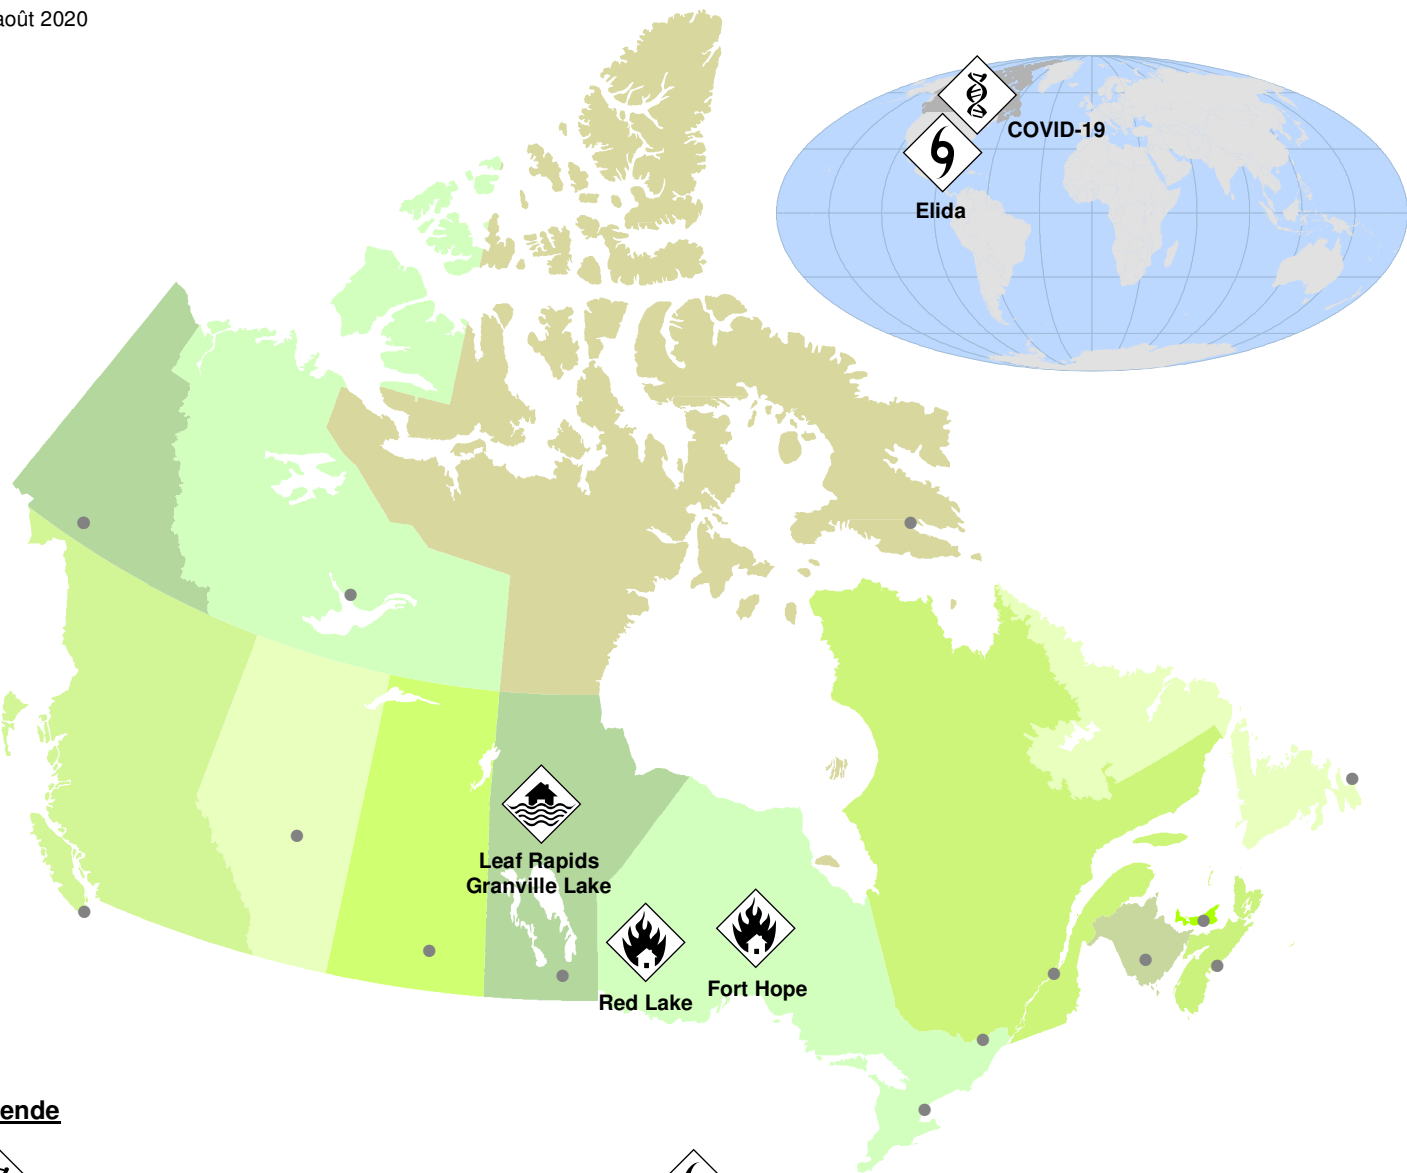 août 2020
COVID-19
Elida
Leaf Rapids
Granville Lake
Fort Hope
Red Lake
ende